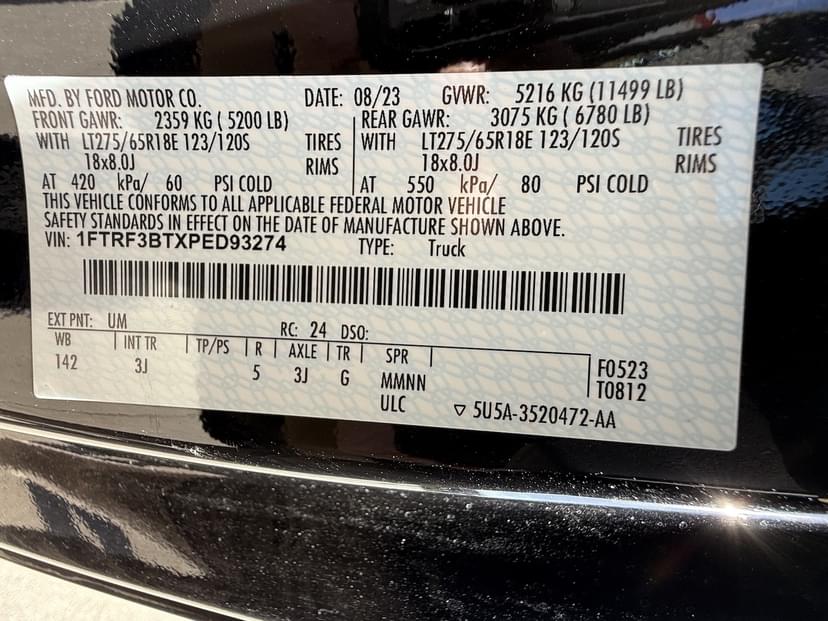 MFD. BY FORD MOTOR CO. DATE: 08/23 GVWR: 5216 KG (11499 LB)
FRONT GAWR: 2359 KG ( 5200 LB) REAR GAWR: 3075 KG ( 6780 LB)
WITH LT275/65R18E 123/120S TIRES WITH LT275/65R18E 123/120S TIRES
18x8.0J RIMS 18x8.0J RIMS
AT 420 kPa/ 60 PSI COLD AT 550 kPa/ 80 PSI COLD
THIS VEHICLE CONFORMS TO ALL APPLICABLE FEDERAL MOTOR VEHICLE
SAFETY STANDARDS IN EFFECT ON THE DATE OF MANUFACTURE SHOWN ABOVE.
VIN: 1FTRF3BTXPED93274 TYPE: Truck
EXT PNT: UM RC: 24 DSO:
WB INT TR TP/PS R AXLE TR SPR F0523
142 3J 5 3J G MMNN T0812
ULC 5U5A-3520472-AA